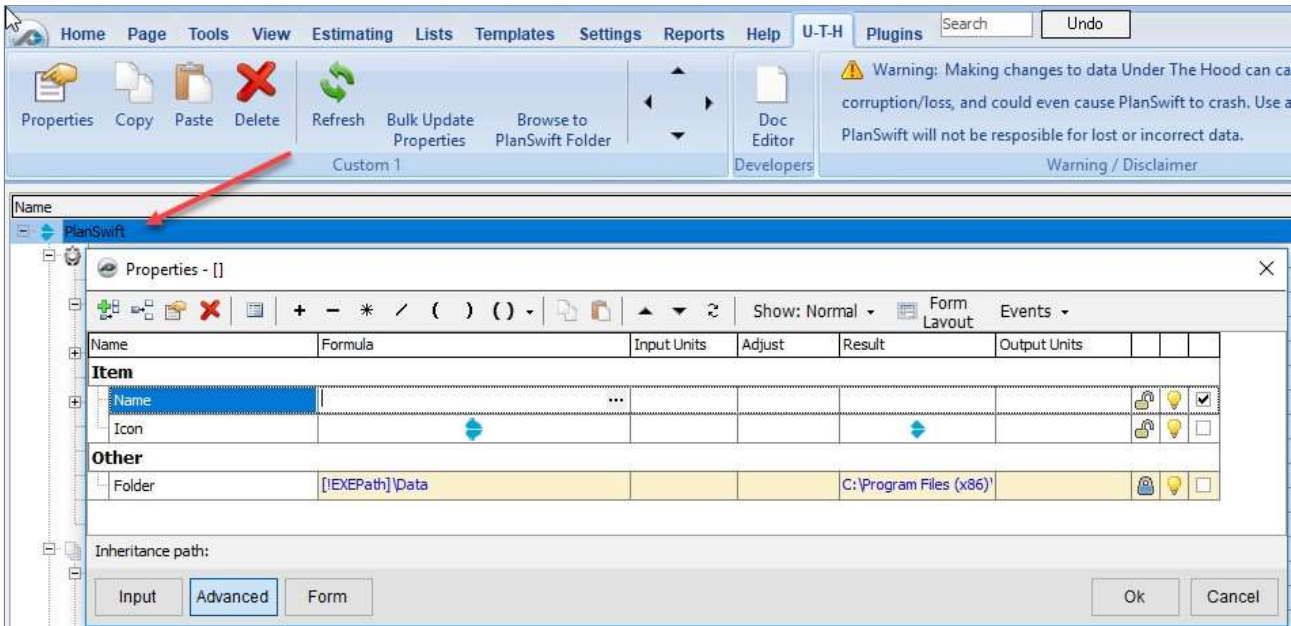 Home Page Tools View Estimating Lists Templates Settings Reports Help U-T-H Plugins Search Undo
Properties Copy Paste Delete Refresh Bulk Update Properties Browse to PlanSwift Folder Doc Editor
Warning: Making changes to data Under The Hood can ca
corruption/loss, and could even cause PlanSwift to crash. Use a
PlanSwift will not be resposible for lost or incorrect data.
Custom 1 Developers Warning / Disclaimer
Name
PlanSwift
Properties - []
+ - * / ( ) ( ) Show: Normal Form Layout Events
Name Formula Input Units Adjust Result Output Units
Item
Name ...
Icon
Other
Folder [!EXEPath]\Data C:\Program Files (x86)\
Inheritance path:
Input Advanced Form Ok Cancel